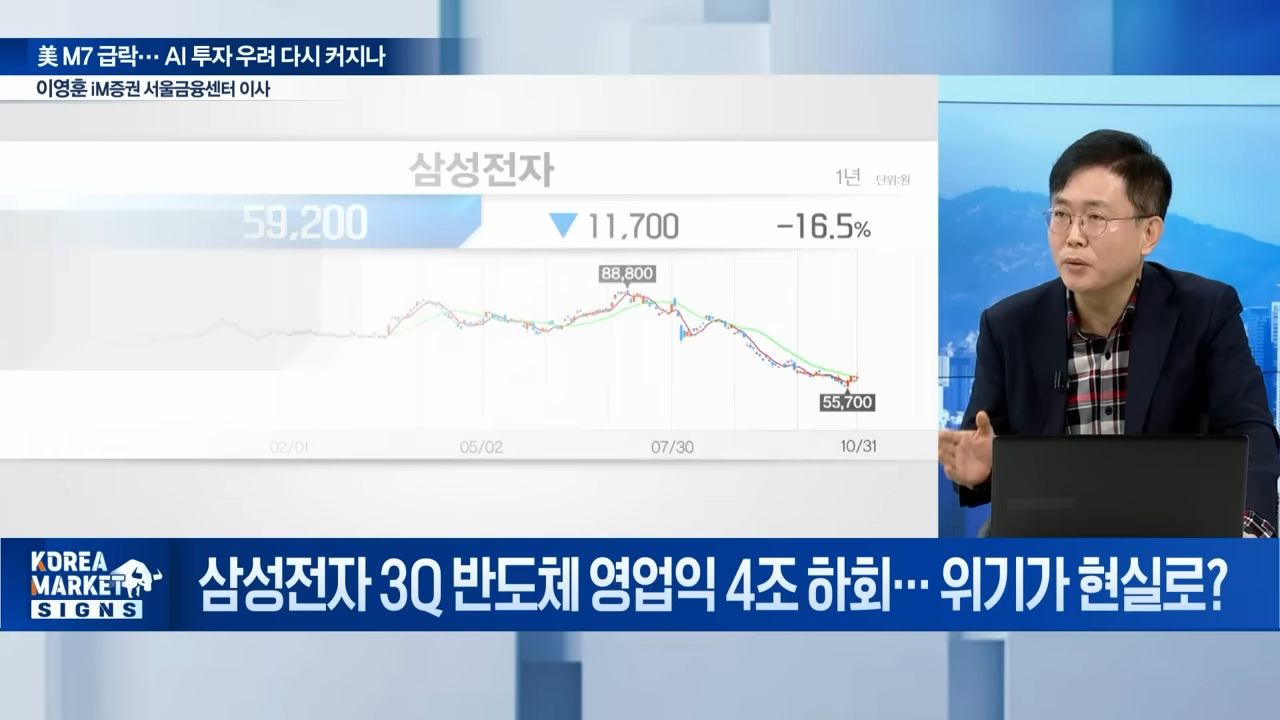 美 M7 급락… AI 투자 우려 다시 커지나
이영훈 iM증권 서울금융센터 이사
삼성전자
1년 단위:원
59,200 ▼ 11,700 -16.5%
88,800
55,700
02/01 05/02 07/30 10/31
KOREA
MARKET
SIGNS
삼성전자 3Q 반도체 영업익 4조 하회… 위기가 현실로?